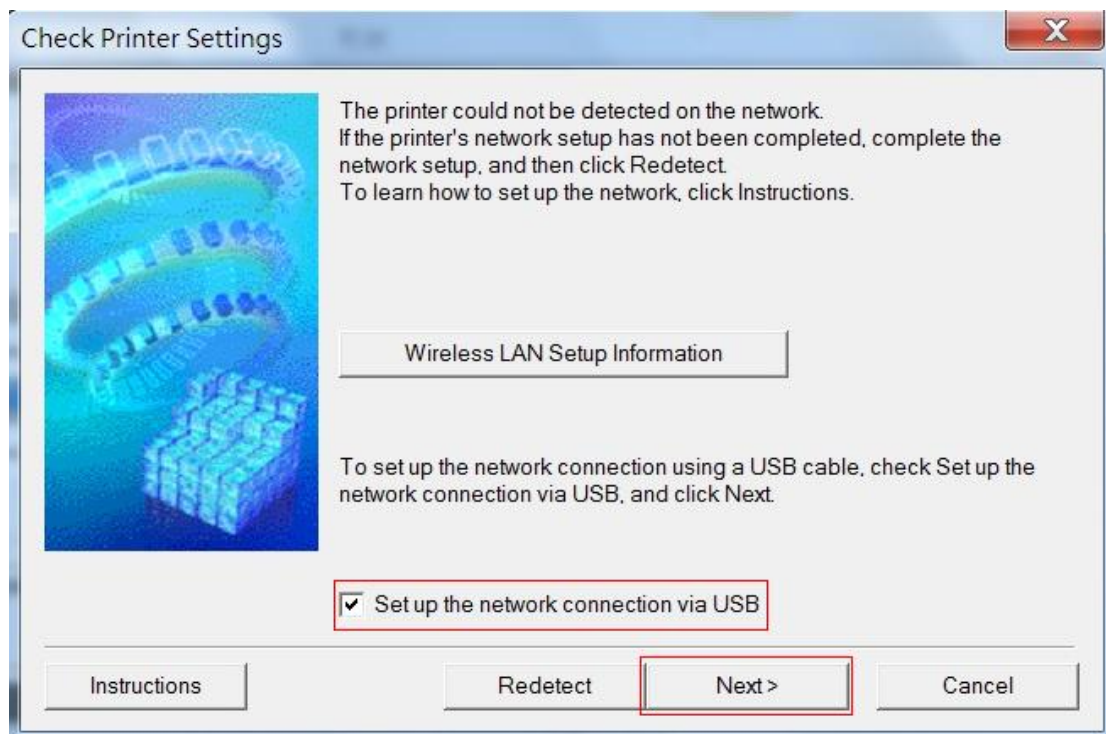 Check Printer Settings
X
The printer could not be detected on the network.
If the printer's network setup has not been completed, complete the
network setup, and then click Redetect.
To learn how to set up the network, click Instructions.
Wireless LAN Setup Information
To set up the network connection using a USB cable, check Set up the
network connection via USB, and click Next.
Set up the network connection via USB
Instructions
Redetect
Next >
Cancel